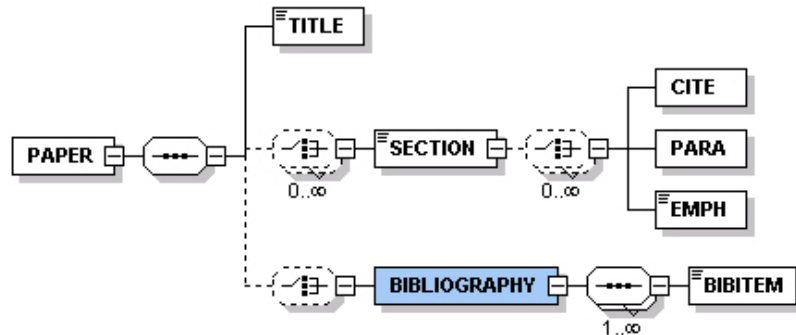 TITLE
CITE
PAPER
SECTION
PARA
0..∞
0..∞
EMPH
BIBLIOGRAPHY
BIBITEM
1..∞